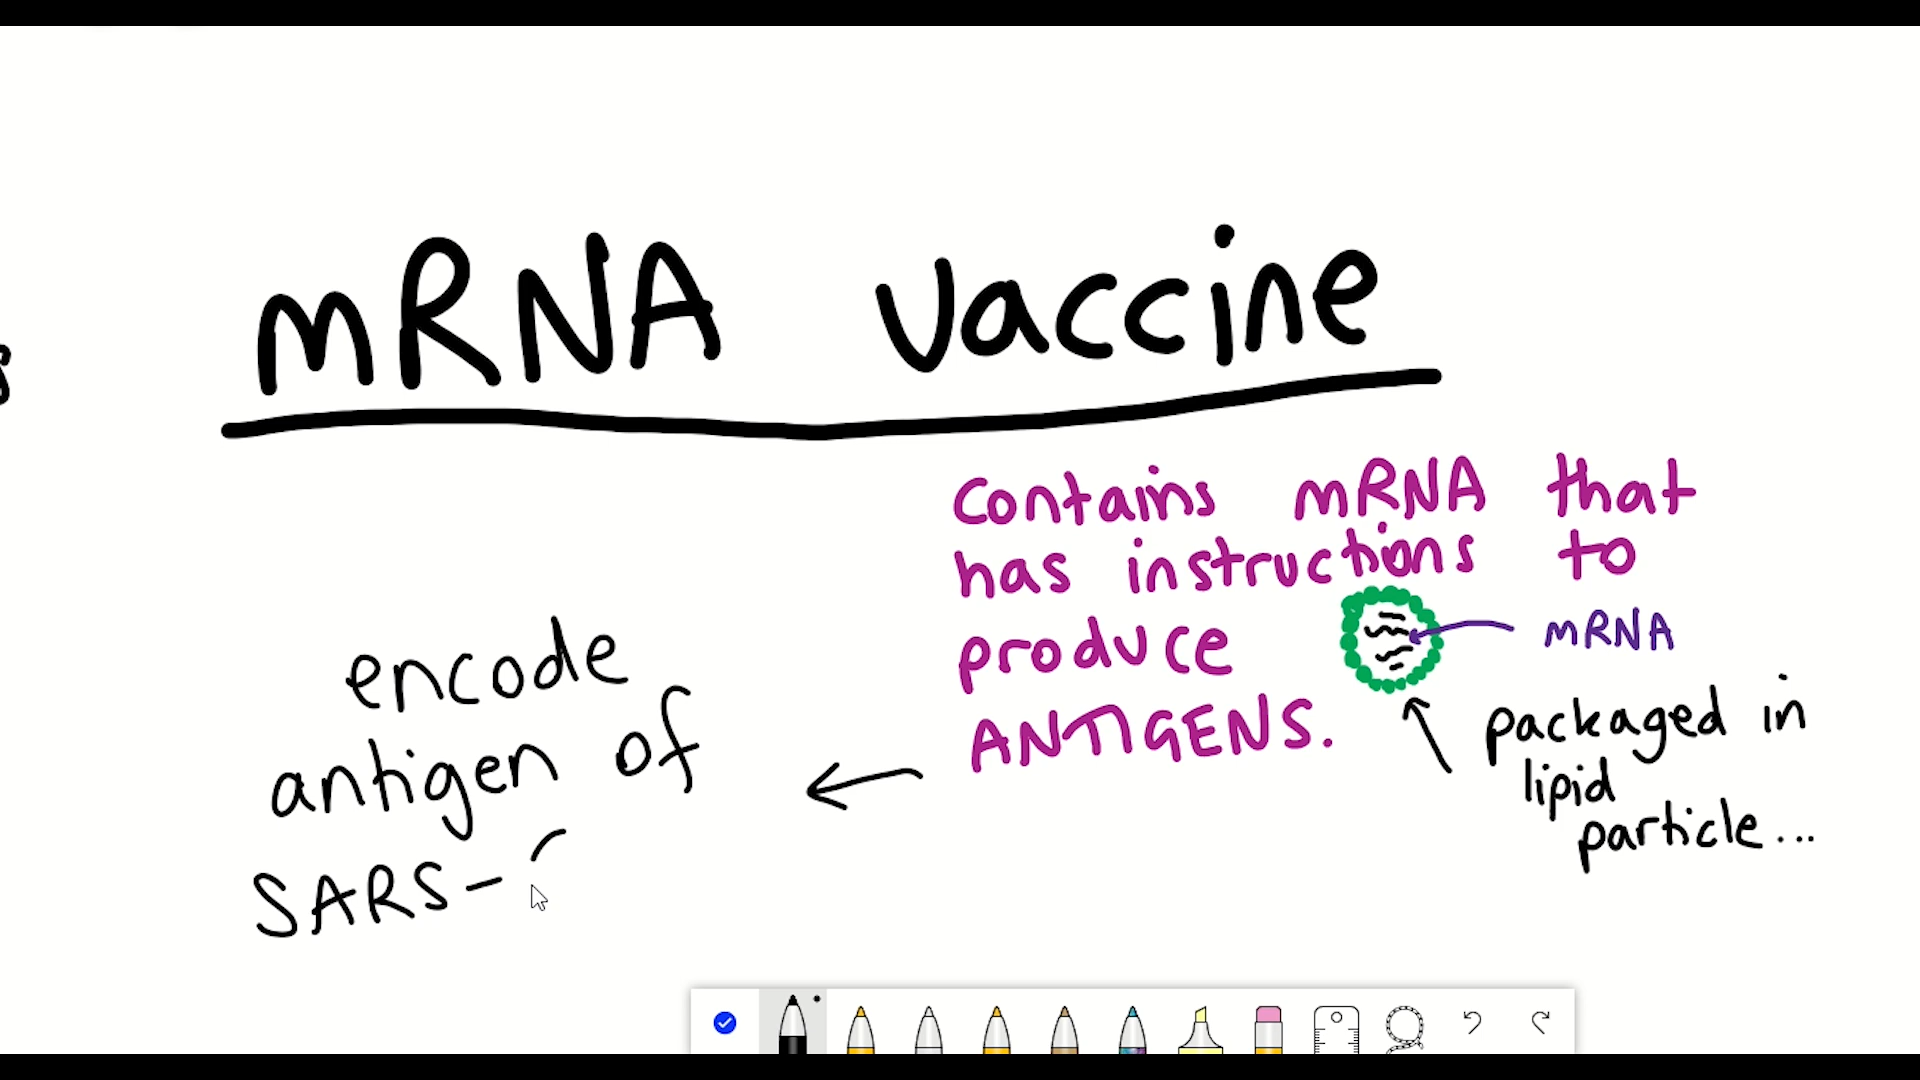 mRNA vaccine
Contains mRNA that
has instructions to
produce
ANTIGENS.
mRNA
packaged in
lipid
particle...
encode
antigen of
SARS-